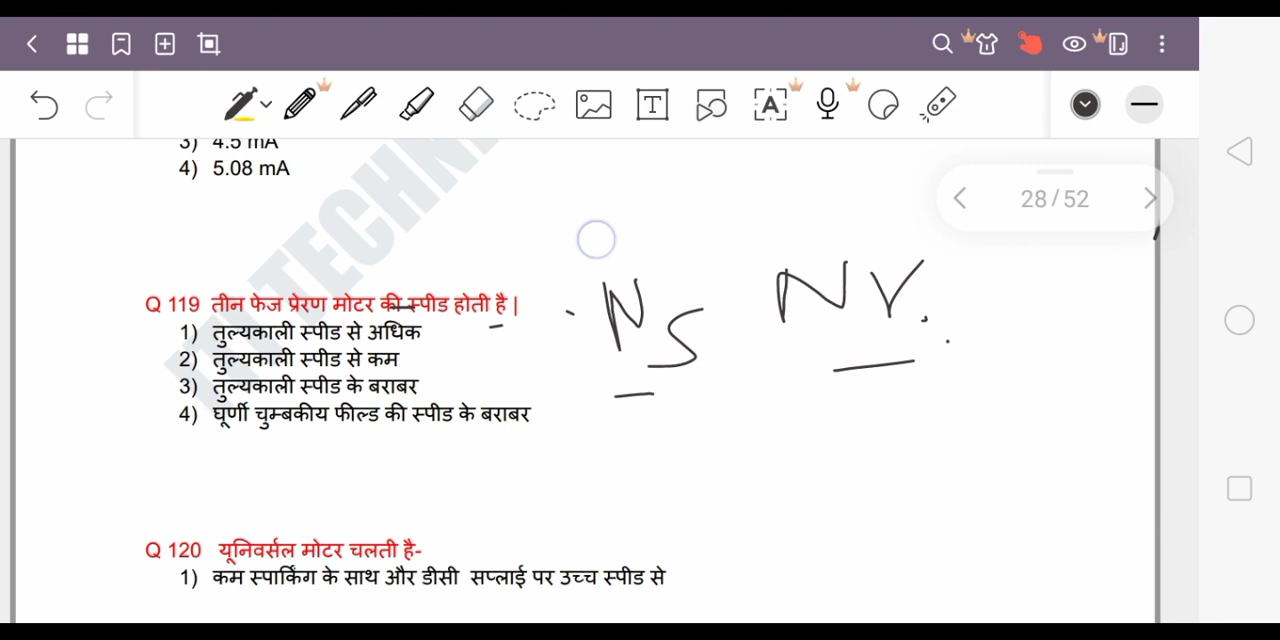 3) 4.5 mA
4) 5.08 mA
28/52
ITI TECHNI
Q 119 तीन फेज प्रेरण मोटर की स्पीड होती है|
1) तुल्यकाली स्पीड से अधिक
2) तुल्यकाली स्पीड से कम
3) तुल्यकाली स्पीड के बराबर
4) घूर्णी चुम्बकीय फील्ड की स्पीड के बराबर
NS Nr.
Q 120 यूनिवर्सल मोटर चलती है-
1) कम स्पार्किंग के साथ और डीसी सप्लाई पर उच्च स्पीड से